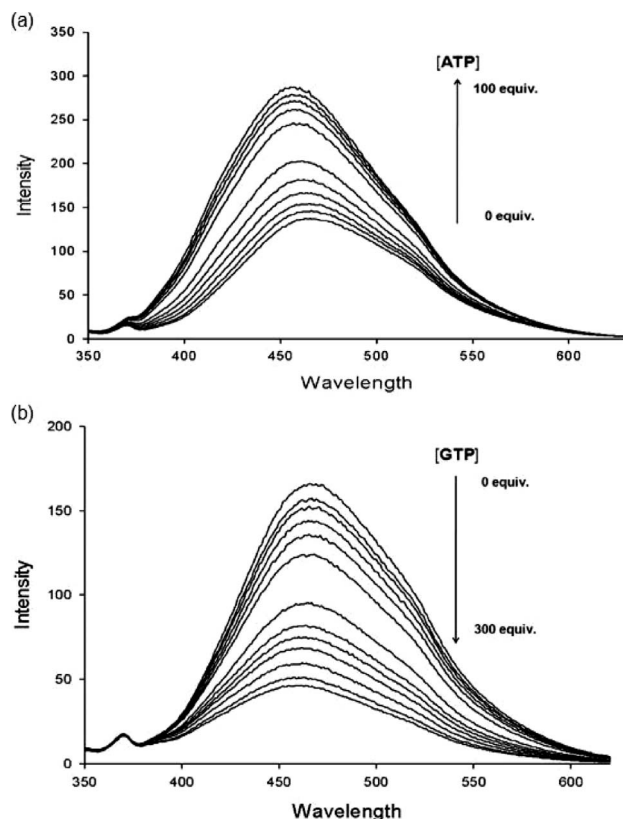 (a)
350
300
250
200
150
100
50
0
Intensity
[ATP]
100 equiv.
0 equiv.
350 400 450 500 550 600
Wavelength
(b)
200
150
100
50
0
Intensity
[GTP]
0 equiv.
300 equiv.
350 400 450 500 550 600
Wavelength